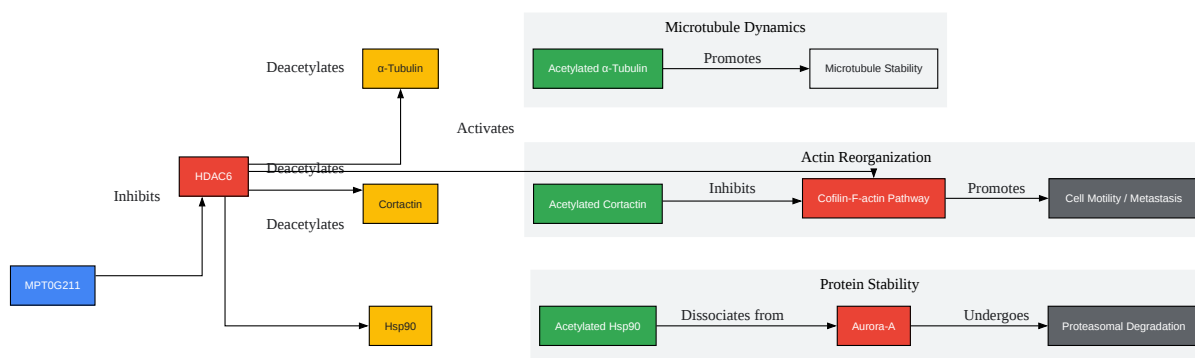 Microtubule Dynamics
Deacetylates
α-Tubulin
Acetylated α-Tubulin
Promotes
Microtubule Stability
Activates
Actin Reorganization
HDAC6
Deacetylates
Inhibits
Cortactin
Deacetylates
Acetylated Cortactin
Inhibits
Cofilin-F-actin Pathway
Promotes
Cell Motility / Metastasis
MPT0G211
Protein Stability
Hsp90
Acetylated Hsp90
Dissociates from
Aurora-A
Undergoes
Proteasomal Degradation